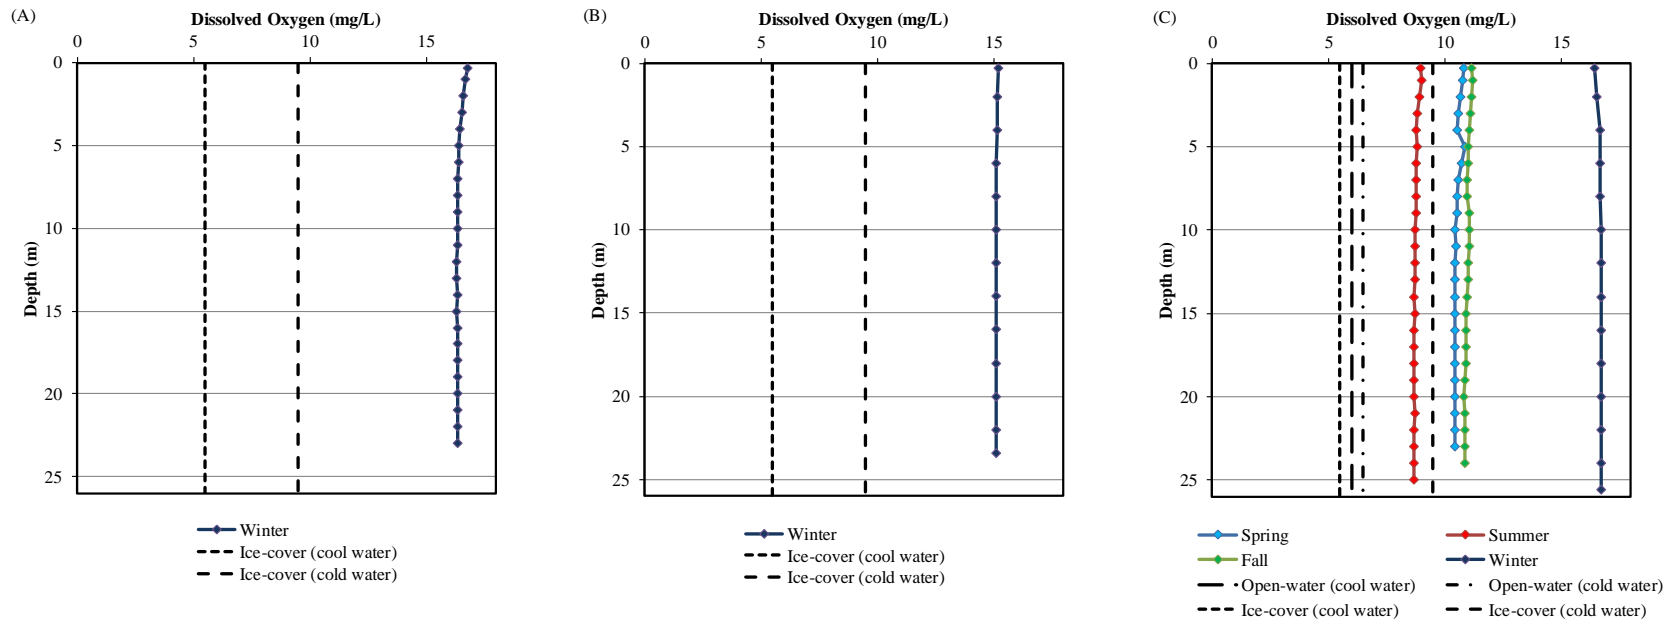 (A)
Dissolved Oxygen (mg/L)
0 5 10 15
0
5
10
15
20
25
Depth (m)
Winter
Ice-cover (cool water)
Ice-cover (cold water)
(B)
Dissolved Oxygen (mg/L)
0 5 10 15
0
5
10
15
20
25
Depth (m)
Winter
Ice-cover (cool water)
Ice-cover (cold water)
(C)
Dissolved Oxygen (mg/L)
0 5 10 15
0
5
10
15
20
25
Depth (m)
Spring Summer
Fall Winter
Open-water (cool water) Open-water (cold water)
Ice-cover (cool water) Ice-cover (cold water)